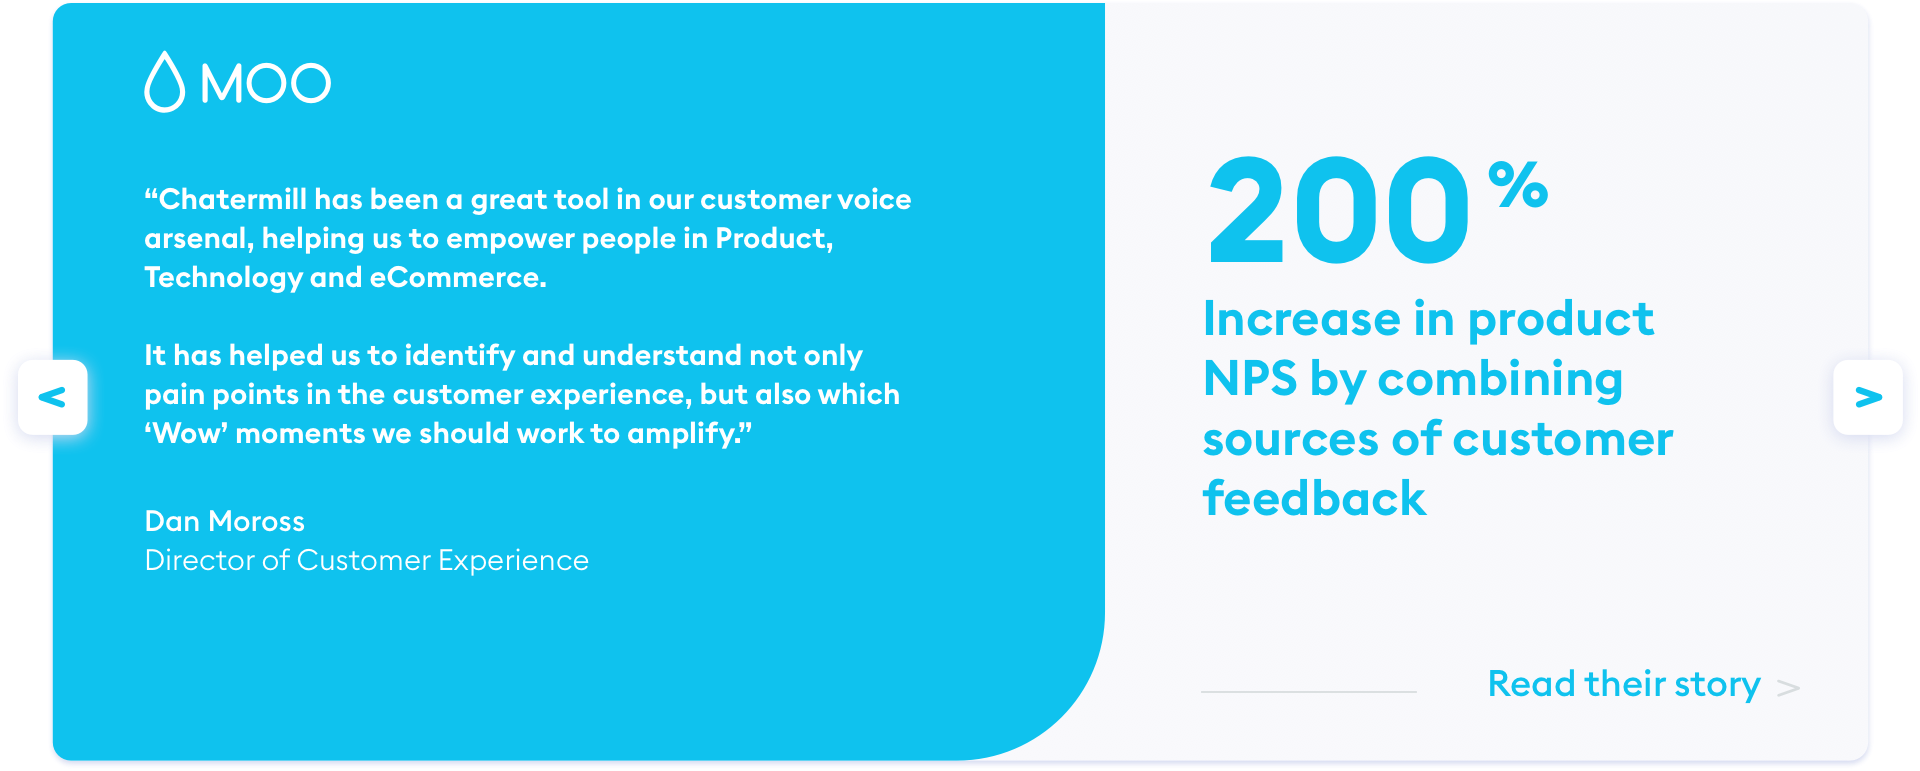 MOO
“Chatermill has been a great tool in our customer voice
arsenal, helping us to empower people in Product,
Technology and eCommerce.
It has helped us to identify and understand not only
pain points in the customer experience, but also which
‘Wow’ moments we should work to amplify.”
Dan Moross
Director of Customer Experience
200%
Increase in product
NPS by combining
sources of customer
feedback
Read their story >
<
>